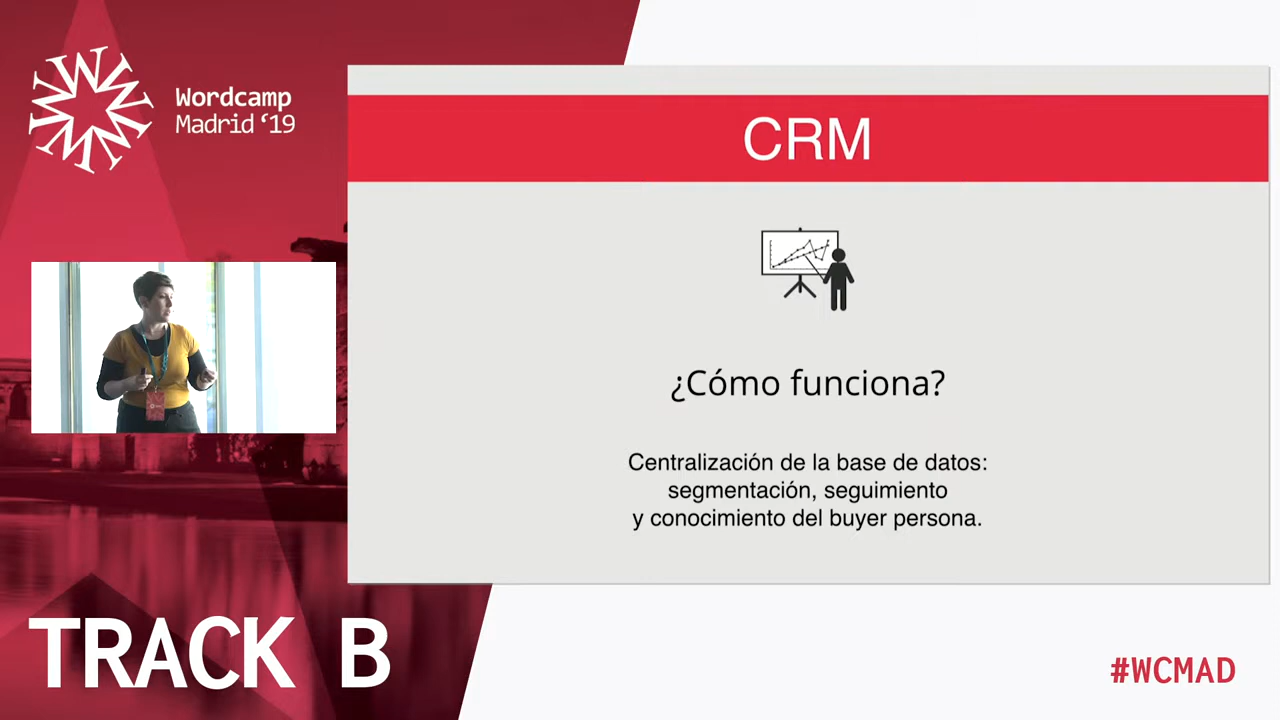 Wordcamp
Madrid ‘19
CRM
¿Cómo funciona?
Centralización de la base de datos:
segmentación, seguimiento
y conocimiento del buyer persona.
TRACK B
#WCMAD